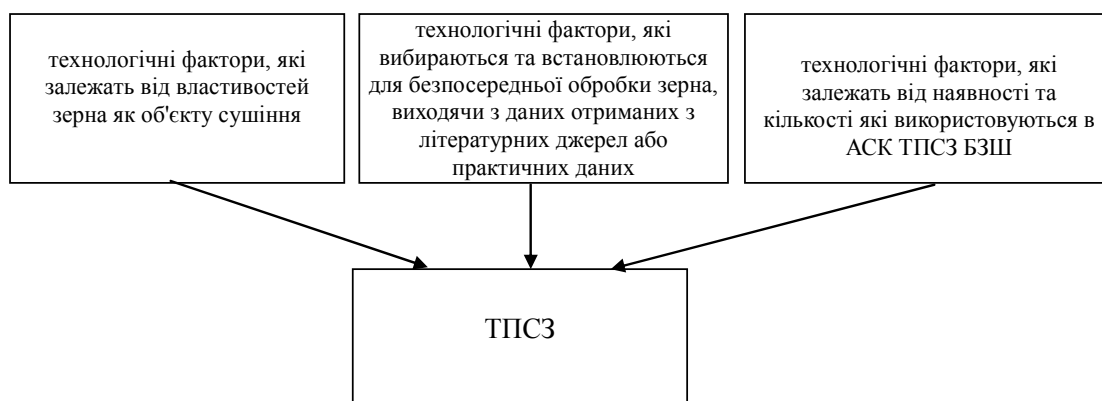 технологічні фактори, які
залежать від властивостей
зерна як об'єкту сушіння
технологічні фактори, які
вибираються та встановлюються
для безпосередньої обробки зерна,
виходячи з даних отриманих з
літературних джерел або
практичних даних
технологічні фактори, які
залежать від наявності та
кількості які використовуються в
АСК ТПСЗ БЗШ
ТПСЗ